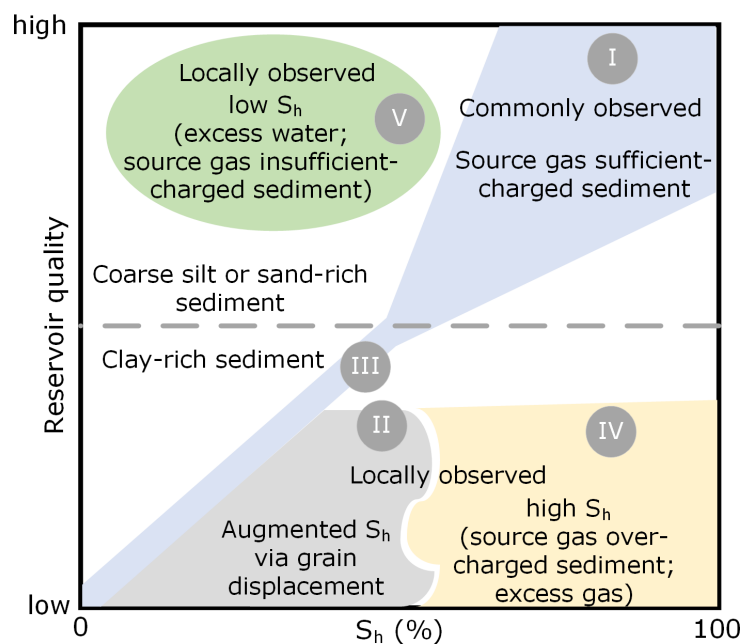 high
I
Locally observed
low Sₕ
V
(excess water;
source gas insufficient-
charged sediment)
Commonly observed
Source gas sufficient-
charged sediment
Reservoir quality
Coarse silt or sand-rich
sediment
Clay-rich sediment
III
II
IV
Locally observed
Augmented Sₕ
via grain
displacement
high Sₕ
(source gas over-
charged sediment;
excess gas)
low
0
Sₕ (%)
100